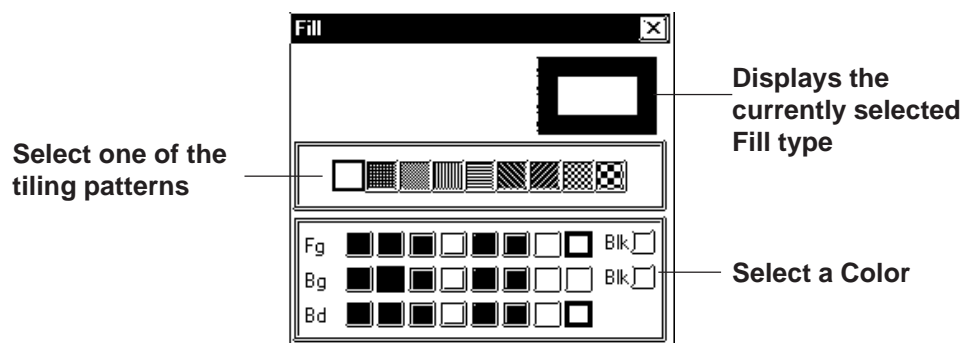 Fill
Displays the
currently selected
Fill type
Select one of the
tiling patterns
Fg
Blk
Bg
Blk
Select a Color
Bd